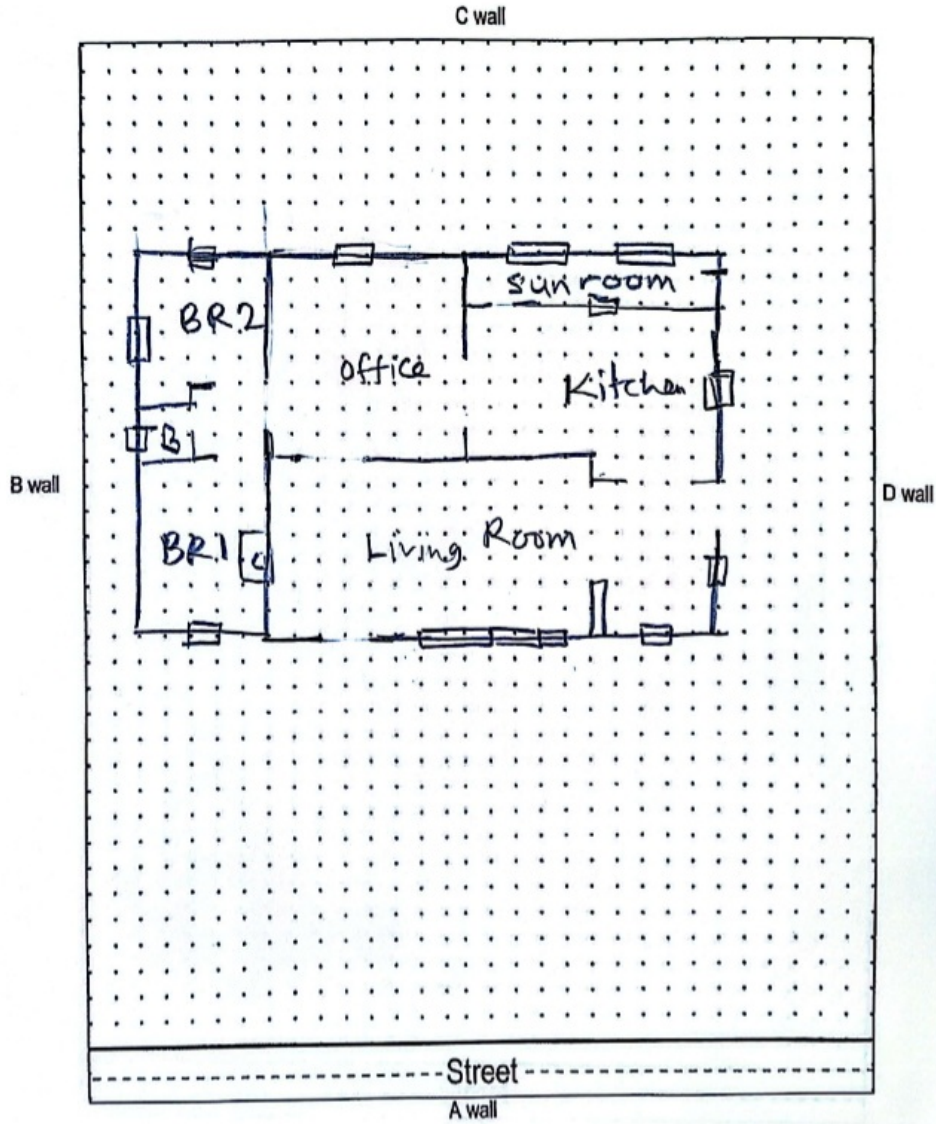 C wall
sunroom
BR2
office
Kitchen
B
B wall
D wall
BR1
C
Living Room
Street
A wall